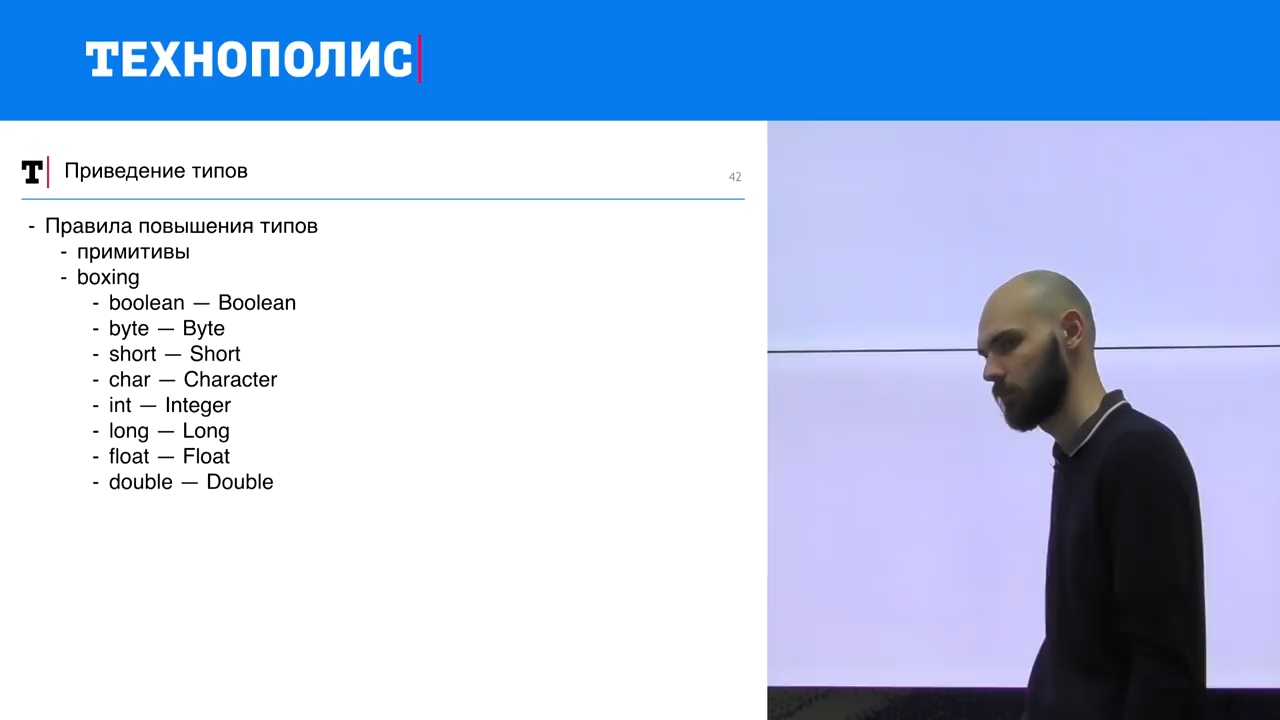 ТЕХНОПОЛИС
Т Приведение типов
42
- Правила повышения типов
- примитивы
- boxing
- boolean — Boolean
- byte — Byte
- short — Short
- char — Character
- int — Integer
- long — Long
- float — Float
- double — Double